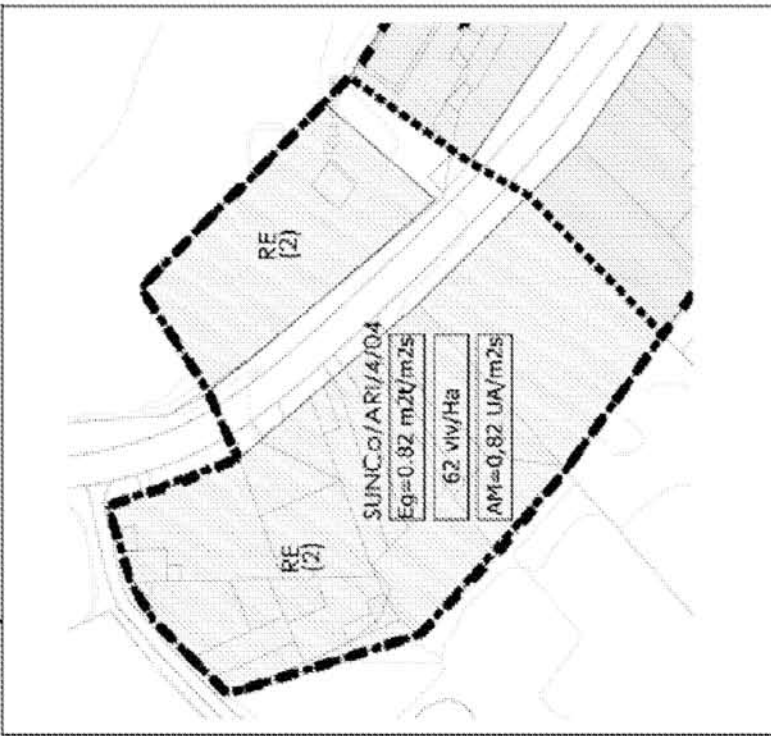 RE
(2)
SUNC.o/ARI/4/04
Eg=0.82 m2t/m2s
62 viv/Ha
AM=0,82 UA/m2s
RE
(2)